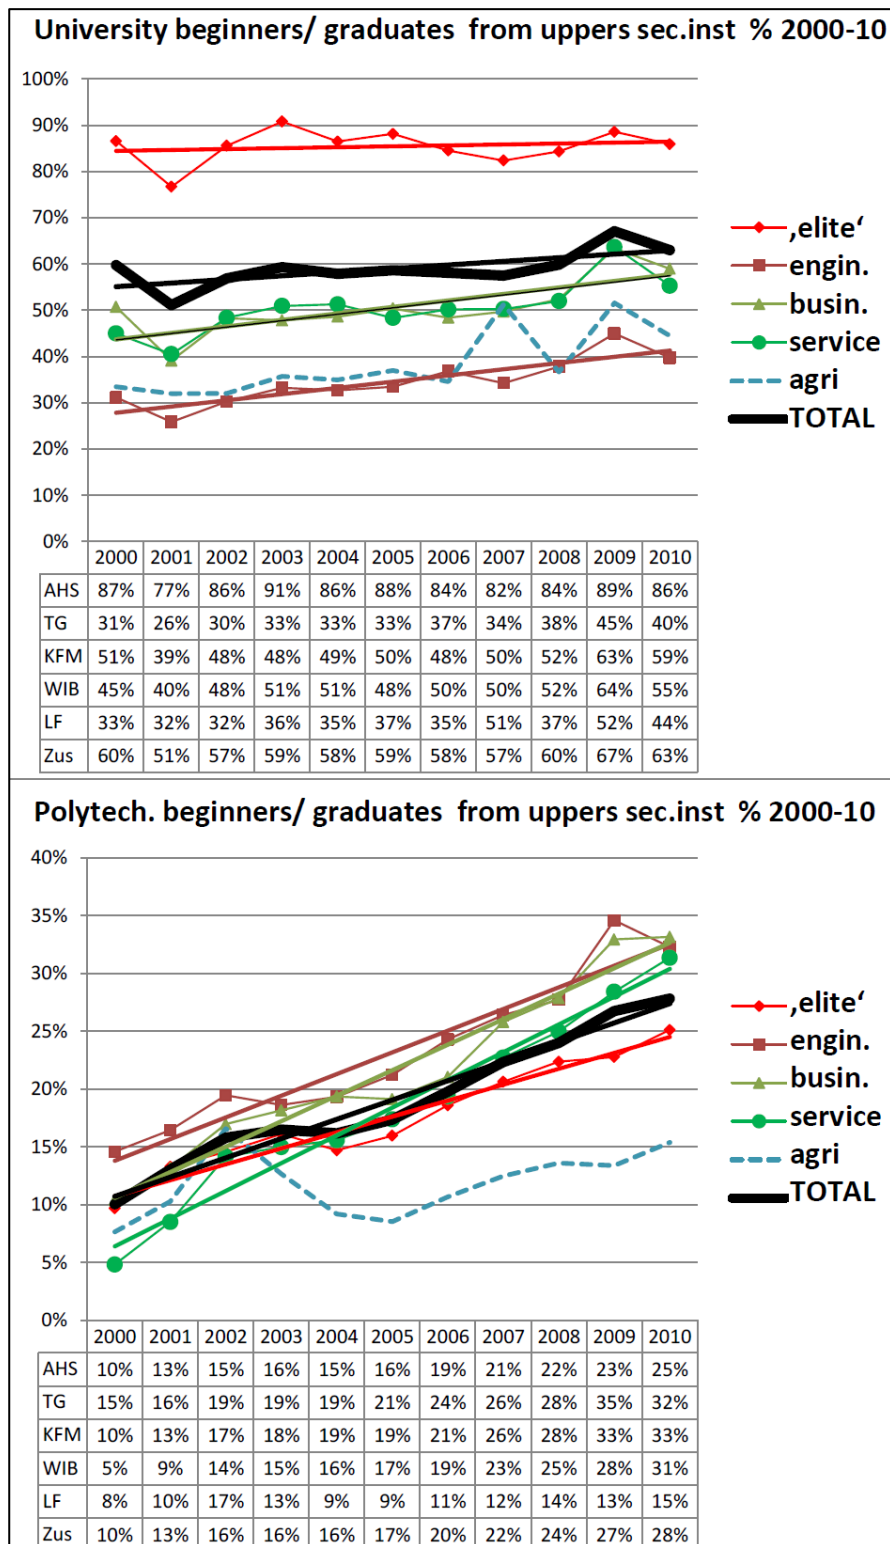 University beginners/ graduates from uppers sec.inst % 2000-10
100%
90%
80%
70%
60%
50%
40%
30%
20%
10%
0%
‚elite‘
engin.
busin.
service
agri
TOTAL
2000 2001 2002 2003 2004 2005 2006 2007 2008 2009 2010
AHS 87% 77% 86% 91% 86% 88% 84% 82% 84% 89% 86%
TG 31% 26% 30% 33% 33% 33% 37% 34% 38% 45% 40%
KFM 51% 39% 48% 48% 49% 50% 48% 50% 52% 63% 59%
WIB 45% 40% 48% 51% 51% 48% 50% 50% 52% 64% 55%
LF 33% 32% 32% 36% 35% 37% 35% 51% 37% 52% 44%
Zus 60% 51% 57% 59% 58% 59% 58% 57% 60% 67% 63%
Polytech. beginners/ graduates from uppers sec.inst % 2000-10
40%
35%
30%
25%
20%
15%
10%
5%
0%
‚elite‘
engin.
busin.
service
agri
TOTAL
2000 2001 2002 2003 2004 2005 2006 2007 2008 2009 2010
AHS 10% 13% 15% 16% 15% 16% 19% 21% 22% 23% 25%
TG 15% 16% 19% 19% 19% 21% 24% 26% 28% 35% 32%
KFM 10% 13% 17% 18% 19% 19% 21% 26% 28% 33% 33%
WIB 5% 9% 14% 15% 16% 17% 19% 23% 25% 28% 31%
LF 8% 10% 17% 13% 9% 9% 11% 12% 14% 13% 15%
Zus 10% 13% 16% 16% 16% 17% 20% 22% 24% 27% 28%